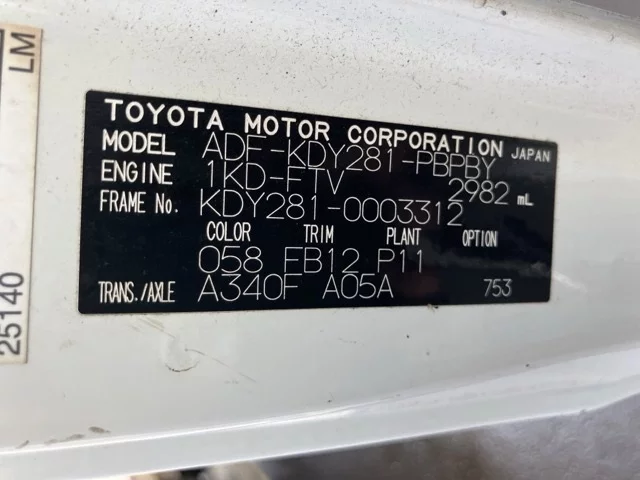 TOYOTA MOTOR CORPORATION JAPAN
MODEL ADF-KDY281-PBPBY
ENGINE 1KD-FTV 2982 mL
FRAME No. KDY281-0003312
COLOR TRIM PLANT OPTION
058 FB12 P11
TRANS./AXLE A340F A05A 753
25140 LM